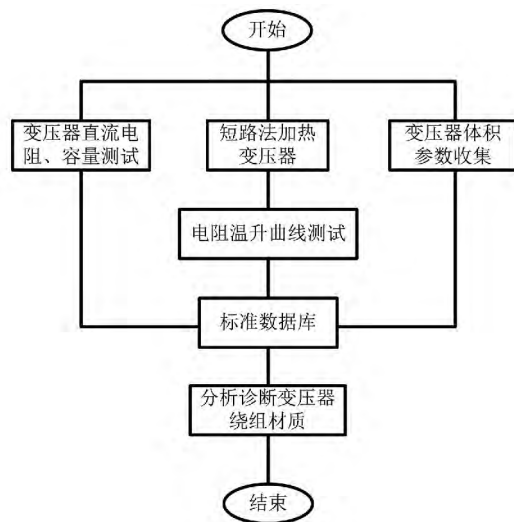 开始
变压器直流电
阻、容量测试
短路法加热
变压器
变压器体积
参数收集
电阻温升曲线测试
标准数据库
分析诊断变压器
绕组材质
结束